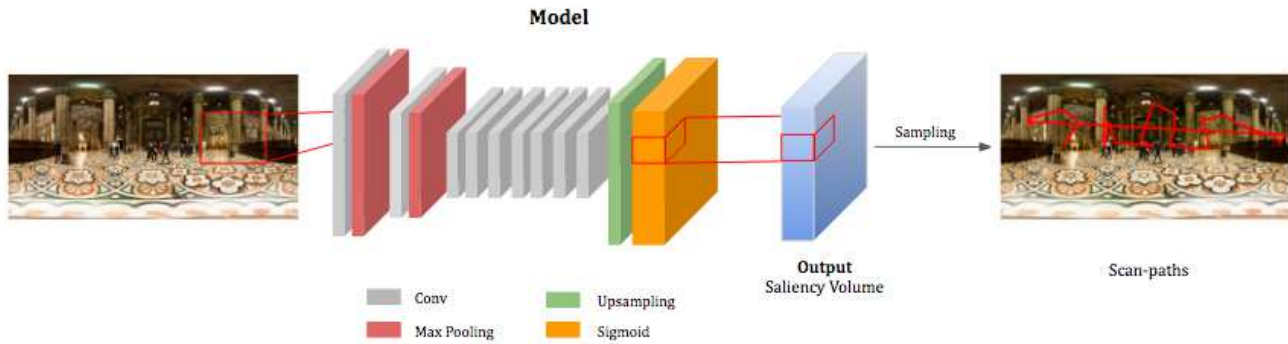 Model
Sampling
Output
Saliency Volume
Scan-paths
Conv
Upsampling
Max Pooling
Sigmoid